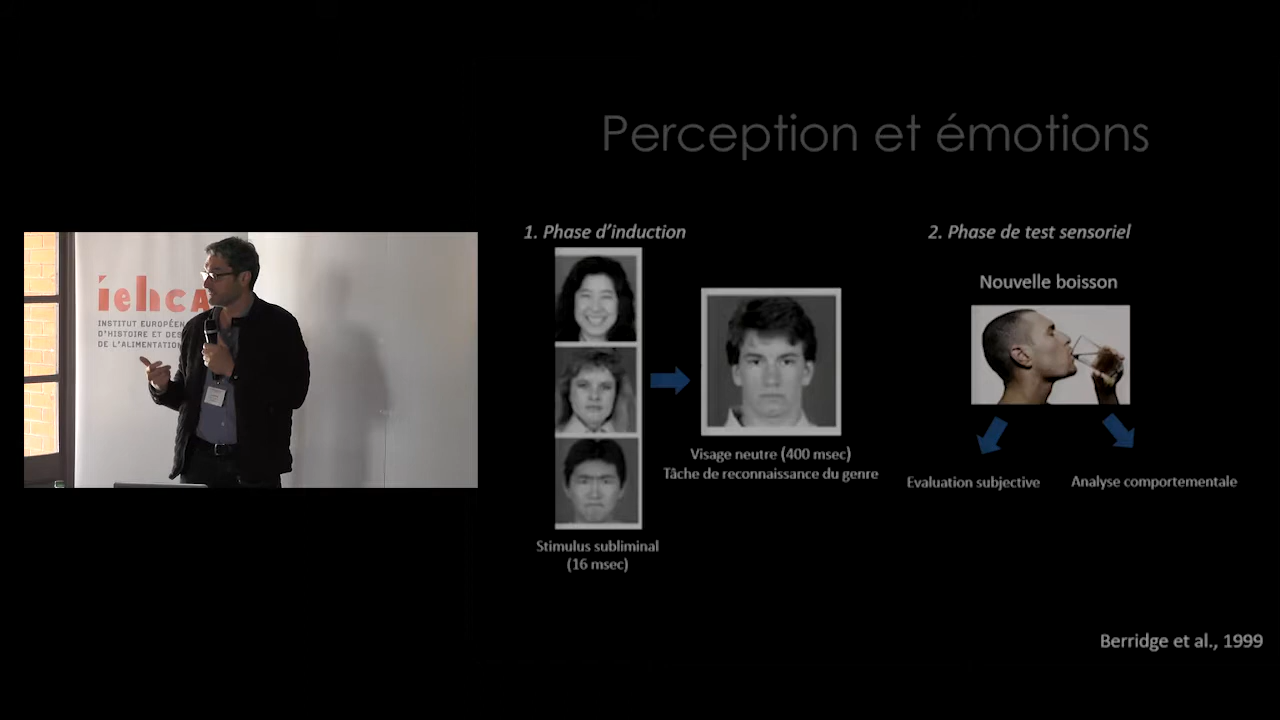 Perception et émotions
1. Phase d'induction
2. Phase de test sensoriel
Nouvelle boisson
iehca
INSTITUT EUROPÉEN
D'HISTOIRE ET DES
DE L'ALIMENTATION
Visage neutre (400 msec)
Tâche de reconnaissance du genre
Evaluation subjective
Analyse comportementale
Stimulus subliminal
(16 msec)
Berridge et al., 1999